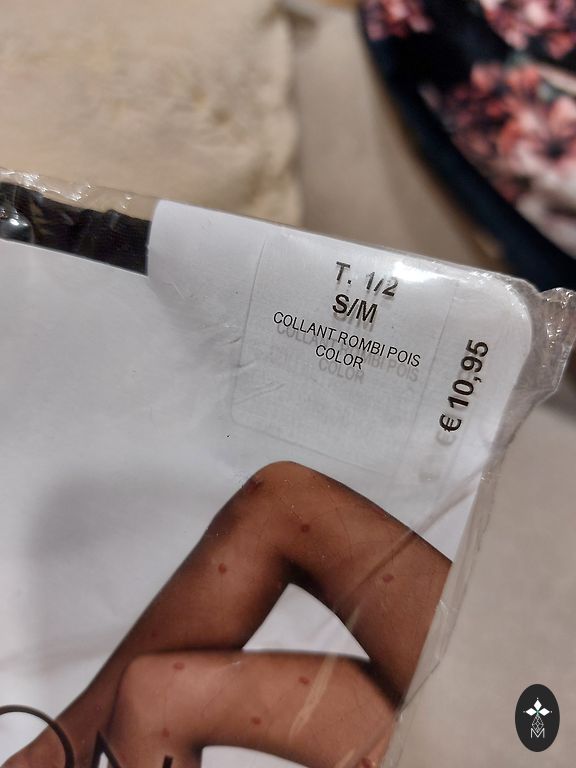 T. 1/2
S/M
COLLANT ROMBI POIS
COLOR
€ 10,95
M